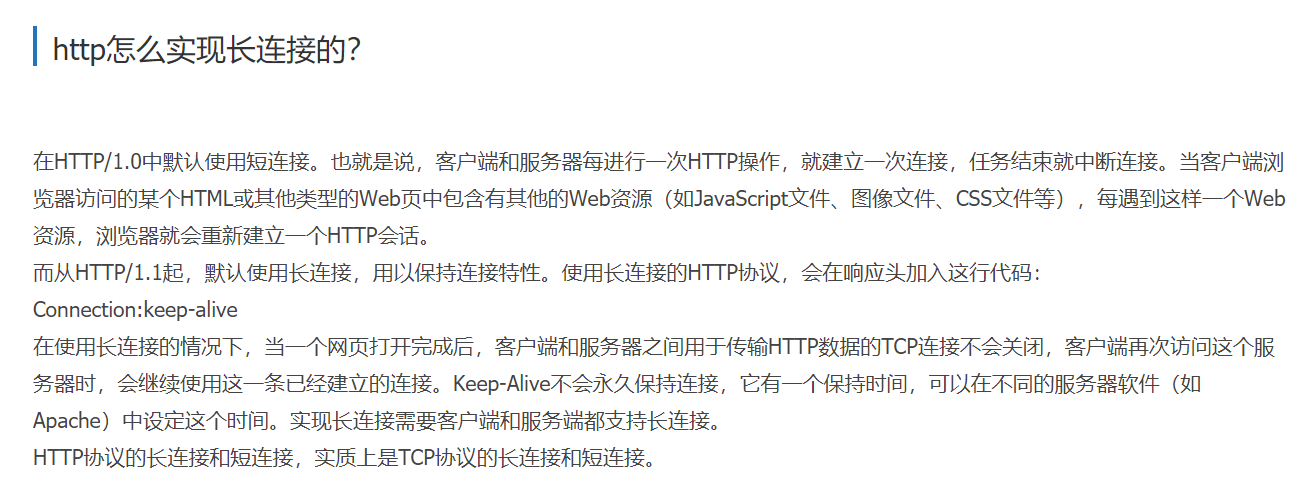 http怎么实现长连接的？
在HTTP/1.0中默认使用短连接。也就是说，客户端和服务器每进行一次HTTP操作，就建立一次连接，任务结束就中断连接。当客户端浏
览器访问的某个HTML或其他类型的Web页中包含有其他的Web资源（如JavaScript文件、图像文件、CSS文件等），每遇到这样一个Web
资源，浏览器就会重新建立一个HTTP会话。
而从HTTP/1.1起，默认使用长连接，用以保持连接特性。使用长连接的HTTP协议，会在响应头加入这行代码：
Connection:keep-alive
在使用长连接的情况下，当一个网页打开完成后，客户端和服务器之间用于传输HTTP数据的TCP连接不会关闭，客户端再次访问这个服
务器时，会继续使用这一条已经建立的连接。Keep-Alive不会永久保持连接，它有一个保持时间，可以在不同的服务器软件（如
Apache）中设定这个时间。实现长连接需要客户端和服务端都支持长连接。
HTTP协议的长连接和短连接，实质上是TCP协议的长连接和短连接。